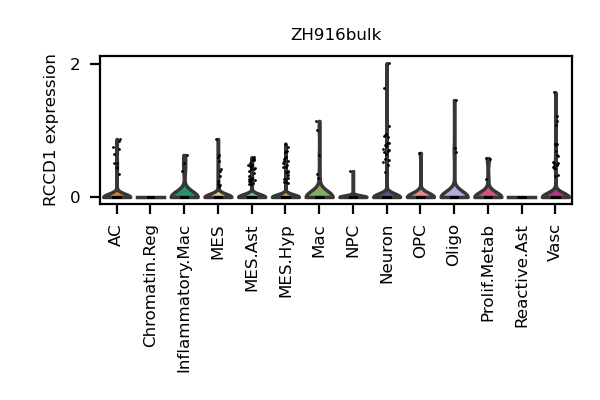 ZH916bulk
RCCD1 expression
2
0
AC
Chromatin.Reg
Inflammatory.Mac
MES
MES.Ast
MES.Hyp
Mac
NPC
Neuron
OPC
Oligo
Prolif.Metab
Reactive.Ast
Vasc